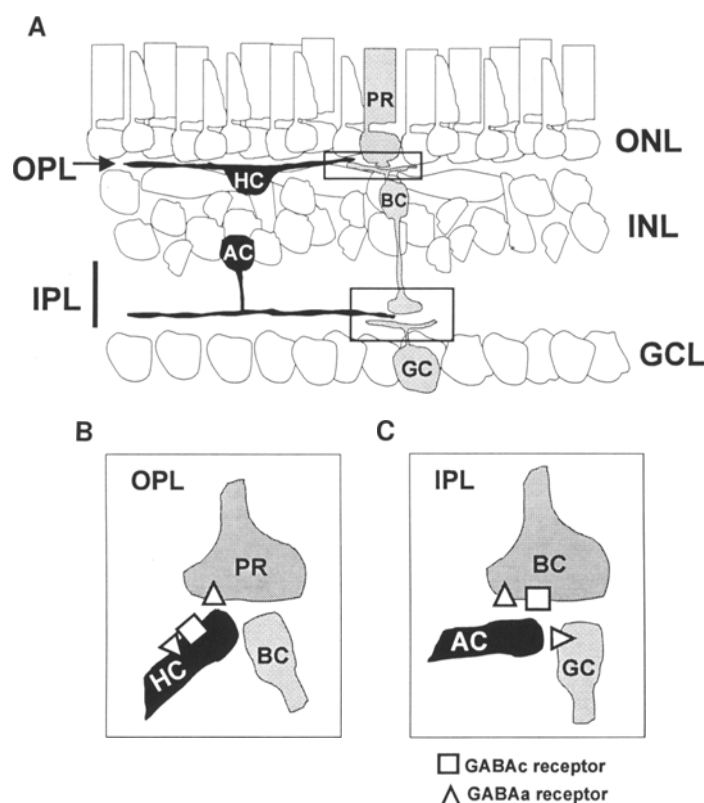 A
PR
ONL
OPL
HC
BC
INL
AC
IPL
GC
GCL
B
OPL
PR
HC
BC
C
IPL
BC
AC
GC
GABAc receptor
GABAa receptor